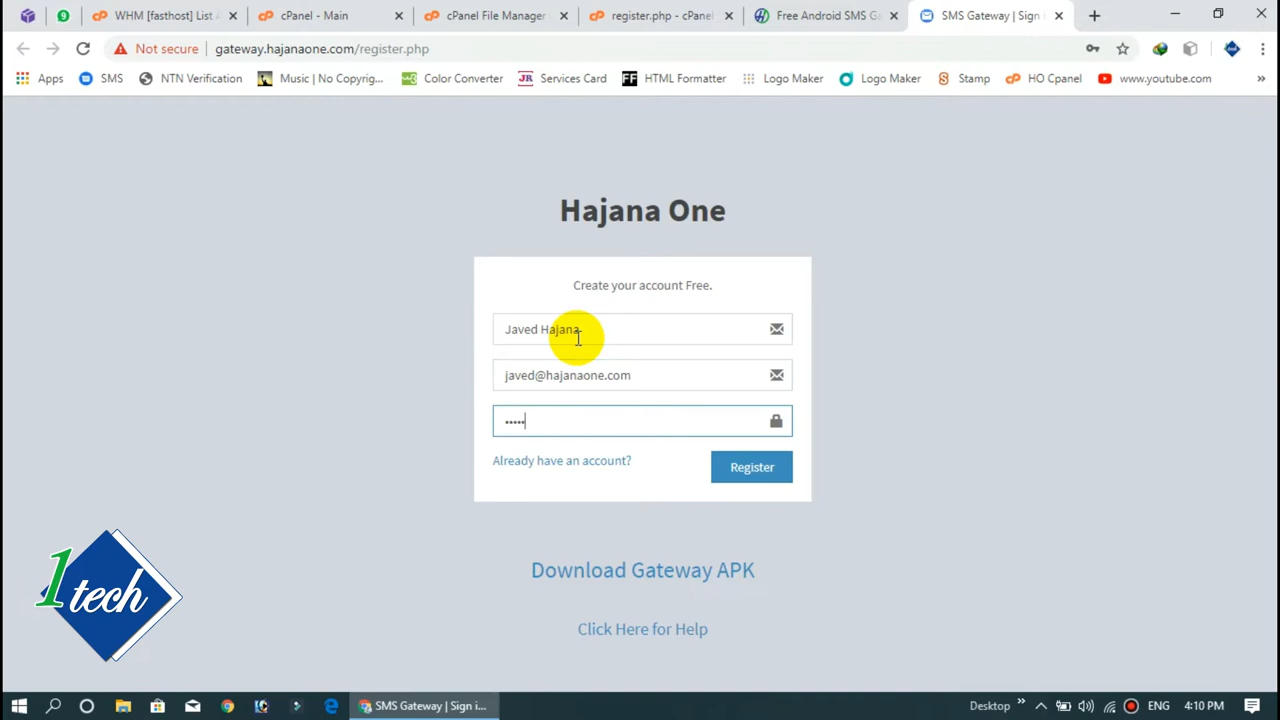 WHM [fasthost] List A
cPanel - Main
cPanel File Manager
register.php - cPanel
Free Android SMS Ga
SMS Gateway | Sign i
9
Not secure
gateway.hajanaone.com/register.php
Apps
SMS
NTN Verification
Music | No Copyrig...
Color Converter
JR Services Card
FF HTML Formatter
Logo Maker
Logo Maker
Stamp
HO Cpanel
www.youtube.com
»
Hajana One
Create your account Free.
Javed Hajana
javed@hajanaone.com
•••••
Already have an account?
Register
Download Gateway APK
Click Here for Help
1tech
SMS Gateway | Sign i...
Desktop
»
ENG
4:10 PM